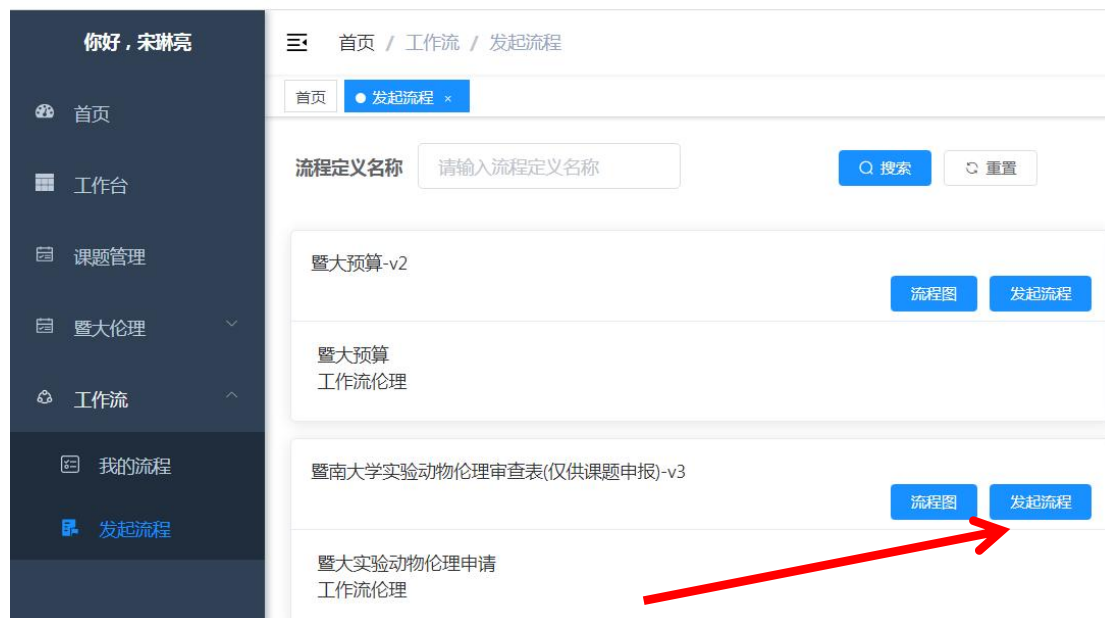 你好，宋琳亮
首页 / 工作流 / 发起流程
首页
工作台
课题管理
暨大伦理
工作流
我的流程
发起流程
首页 发起流程 ×
流程定义名称 请输入流程定义名称 搜索 重置
暨大预算-v2
流程图 发起流程
暨大预算
工作流伦理
暨南大学实验动物伦理审查表(仅供课题申报)-v3
流程图 发起流程
暨大实验动物伦理申请
工作流伦理